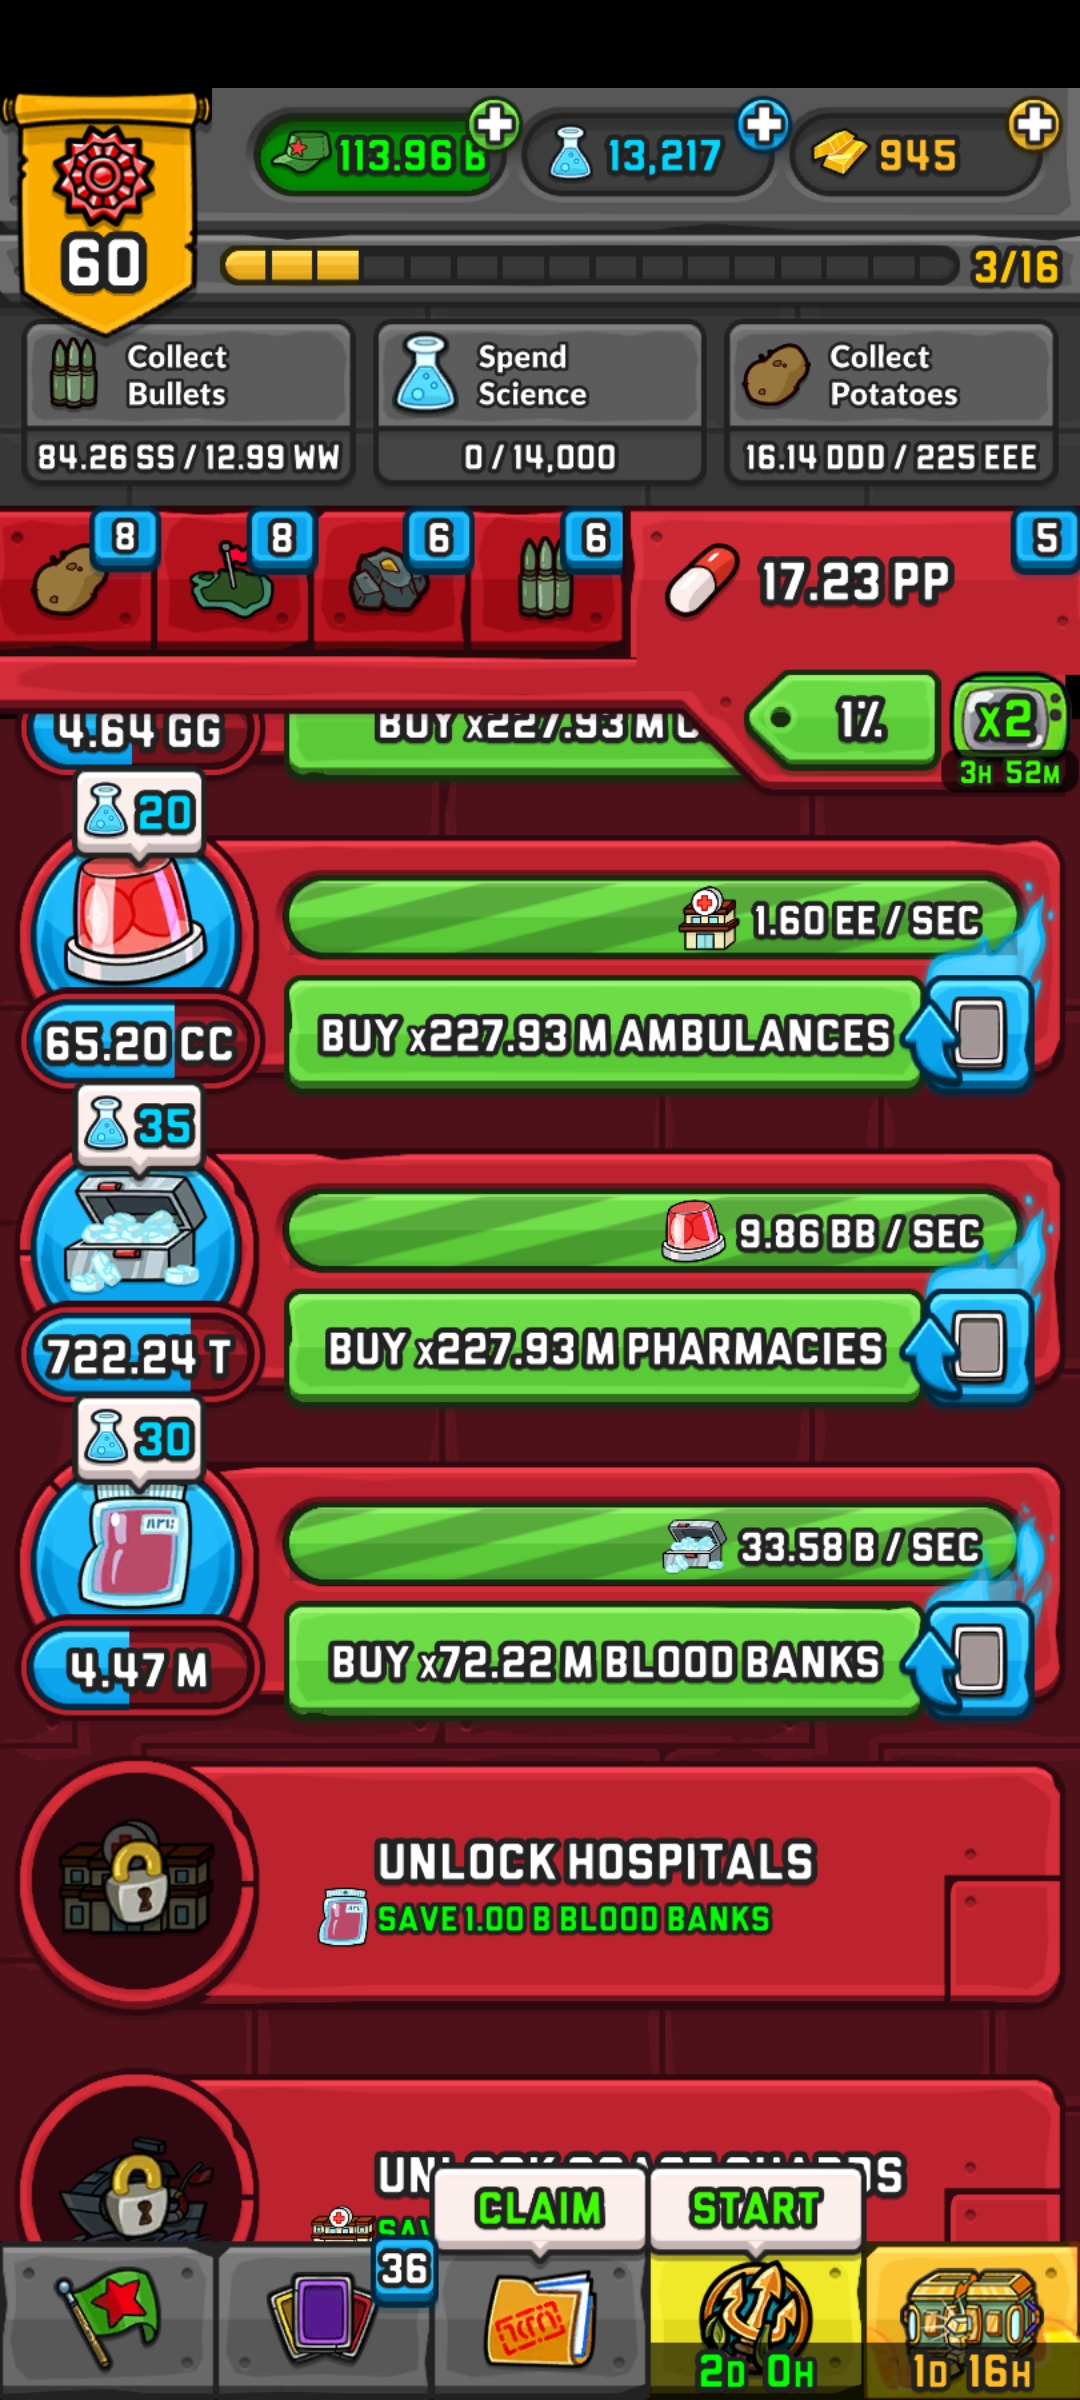 113.96 B
13,217
945
60
3/16
Collect
Bullets
84.26 SS / 12.99 WW
Spend
Science
0 / 14,000
Collect
Potatoes
16.14 DDD / 225 EEE
8
8
6
6
5
17.23 PP
1%
x2
3H 52M
4.64 GG
BUY x227.93 M
20
1.60 EE / SEC
65.20 CC
BUY x227.93 M AMBULANCES
35
9.86 BB / SEC
722.24 T
BUY x227.93 M PHARMACIES
30
33.58 B / SEC
4.47 M
BUY x72.22 M BLOOD BANKS
UNLOCK HOSPITALS
SAVE 1.00 B BLOOD BANKS
CLAIM
START
36
2D 0H
1D 16H